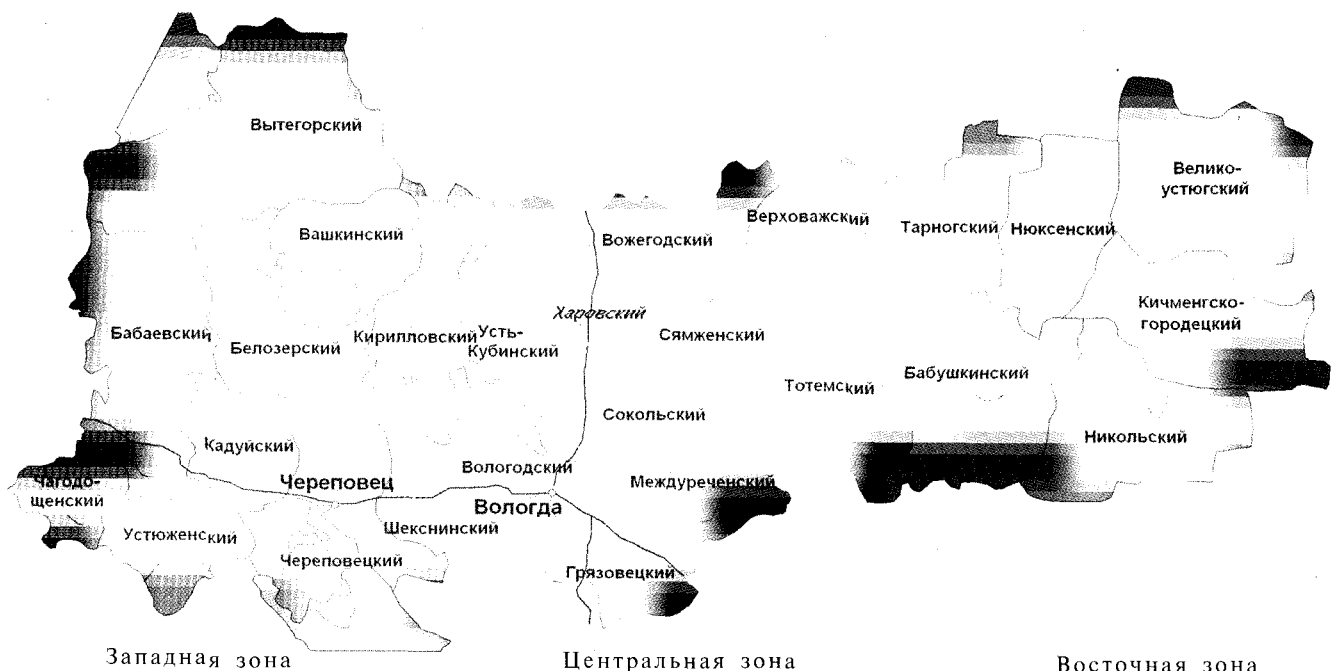 Вытегорский
Велико-
устюгский
Вашкинский
Вожегодский
Верховажский
Тарногский
Нюксенский
Бабаевский
Белозерский
Кирилловский
Усть-
Кубинский
Харовский
Сямженский
Кичменгско-
городецкий
Тотемский
Бабушкинский
Сокольский
Никольский
Кадуйский
Чагодо-
щенский
Череповец
Вологодский
Вологда
Междуреченский
Устюженский
Шекснинский
Череповецкий
Грязовецкий
Западная зона
Центральная зона
Восточная зона